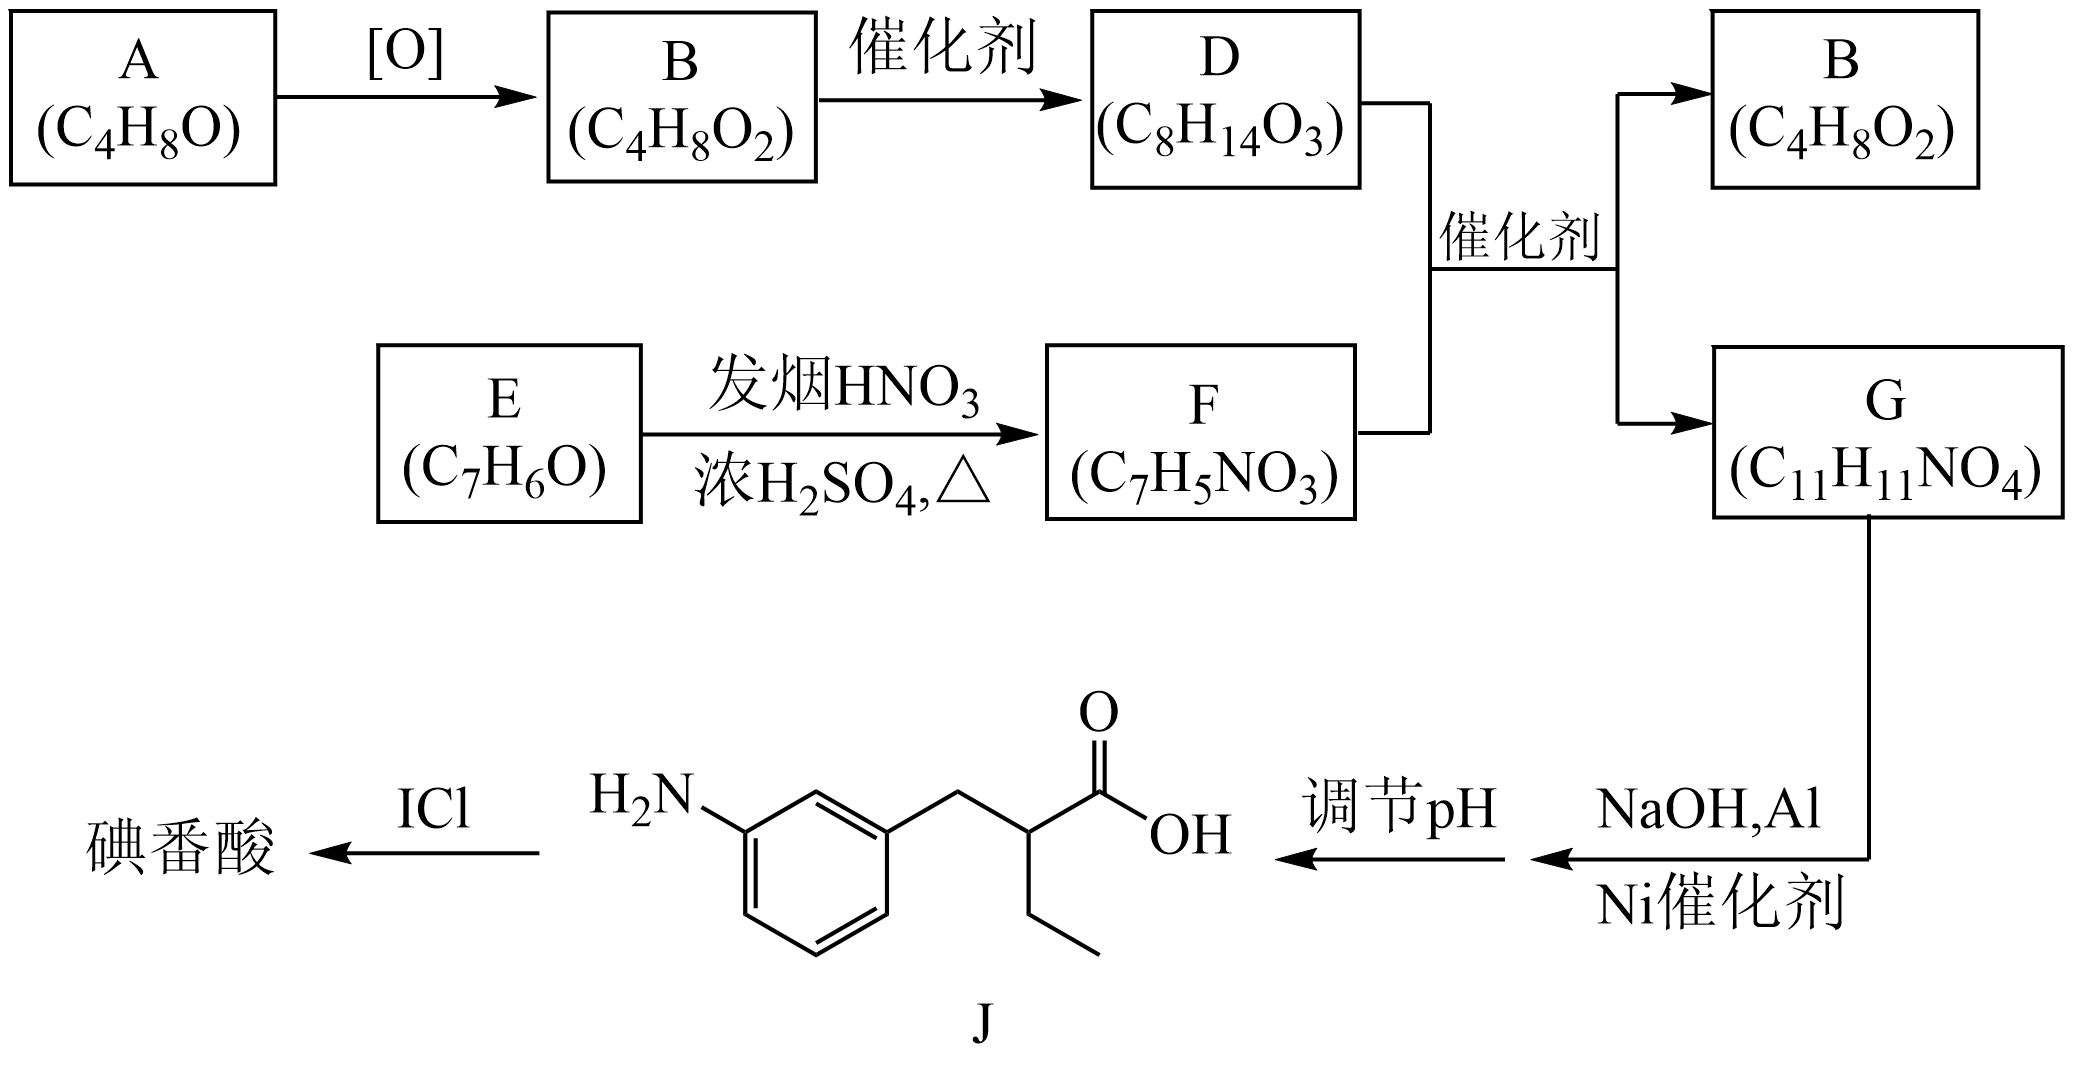 A
(C₄H₈O)
[O]
B
(C₄H₈O₂)
催化剂
D
(C₈H₁₄O₃)
B
(C₄H₈O₂)
催化剂
E
(C₇H₆O)
发烟HNO₃
浓H₂SO₄,△
F
(C₇H₅NO₃)
G
(C₁₁H₁₁NO₄)
碘番酸
ICl
H₂N
O
OH
J
调节pH
NaOH,Al
Ni催化剂